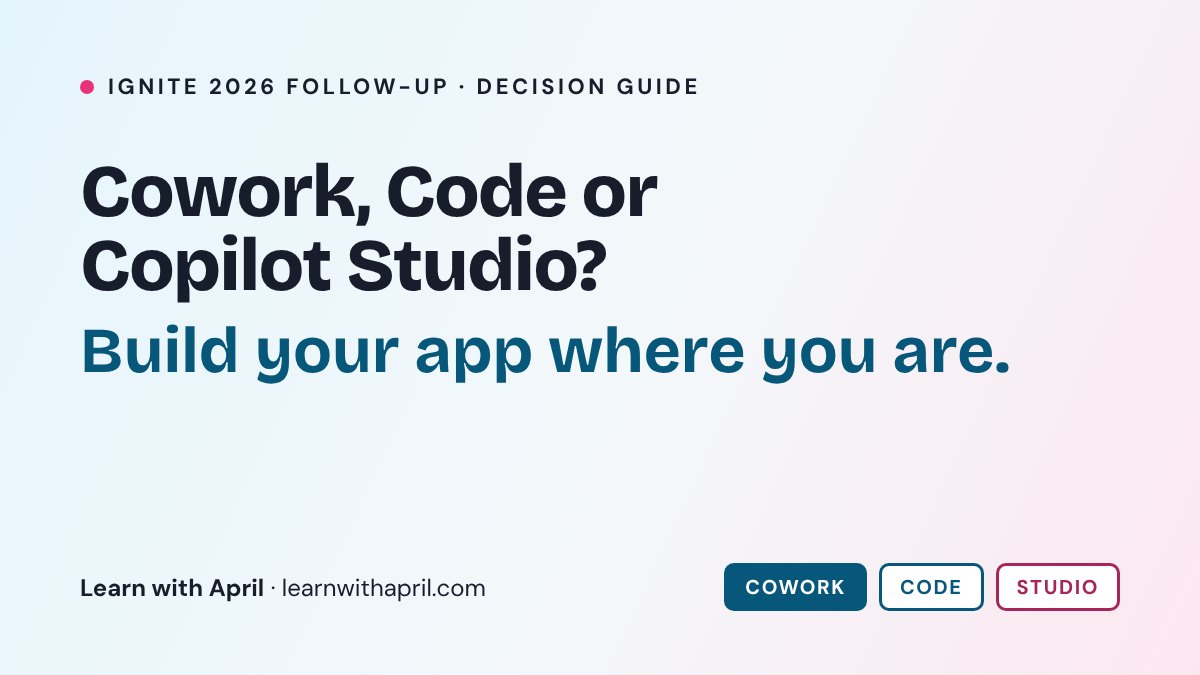 IGNITE 2026 FOLLOW-UP · DECISION GUIDE
Cowork, Code or
Copilot Studio?
Build your app where you are.
Learn with April · learnwithapril.com
COWORK
CODE
STUDIO